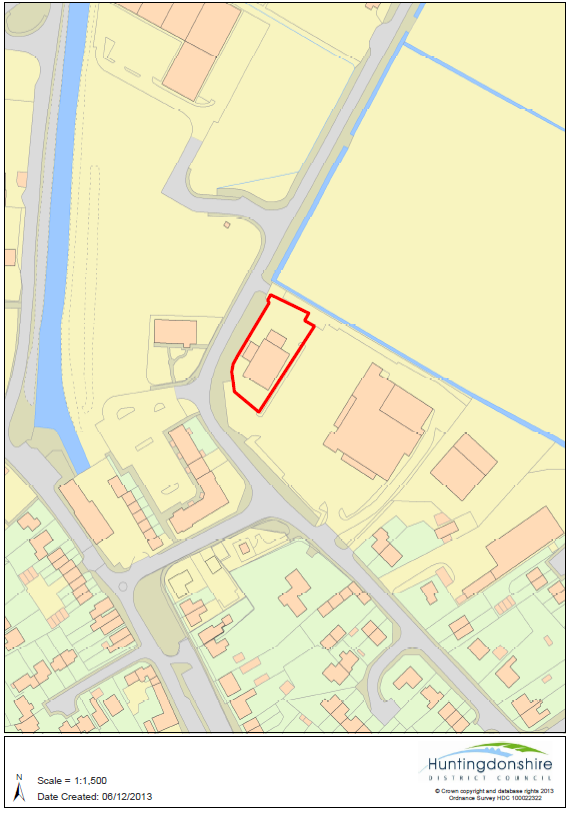 N
Scale = 1:1,500
Date Created: 06/12/2013
Huntingdonshire
DISTRICT COUNCIL
© Crown copyright and database rights 2013
Ordnance Survey HDC 100022322